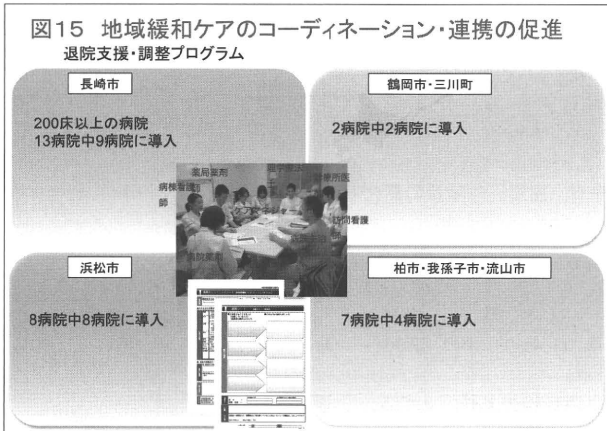 図15 地域緩和ケアのコーディネーション・連携の促進
退院支援・調整プログラム
長崎市
200床以上の病院
13病院中9病院に導入
鶴岡市・三川町
2病院中2病院に導入
薬局薬剤
病棟看護
師
訪問看護
浜松市
8病院中8病院に導入
柏市・我孫子市・流山市
7病院中4病院に導入